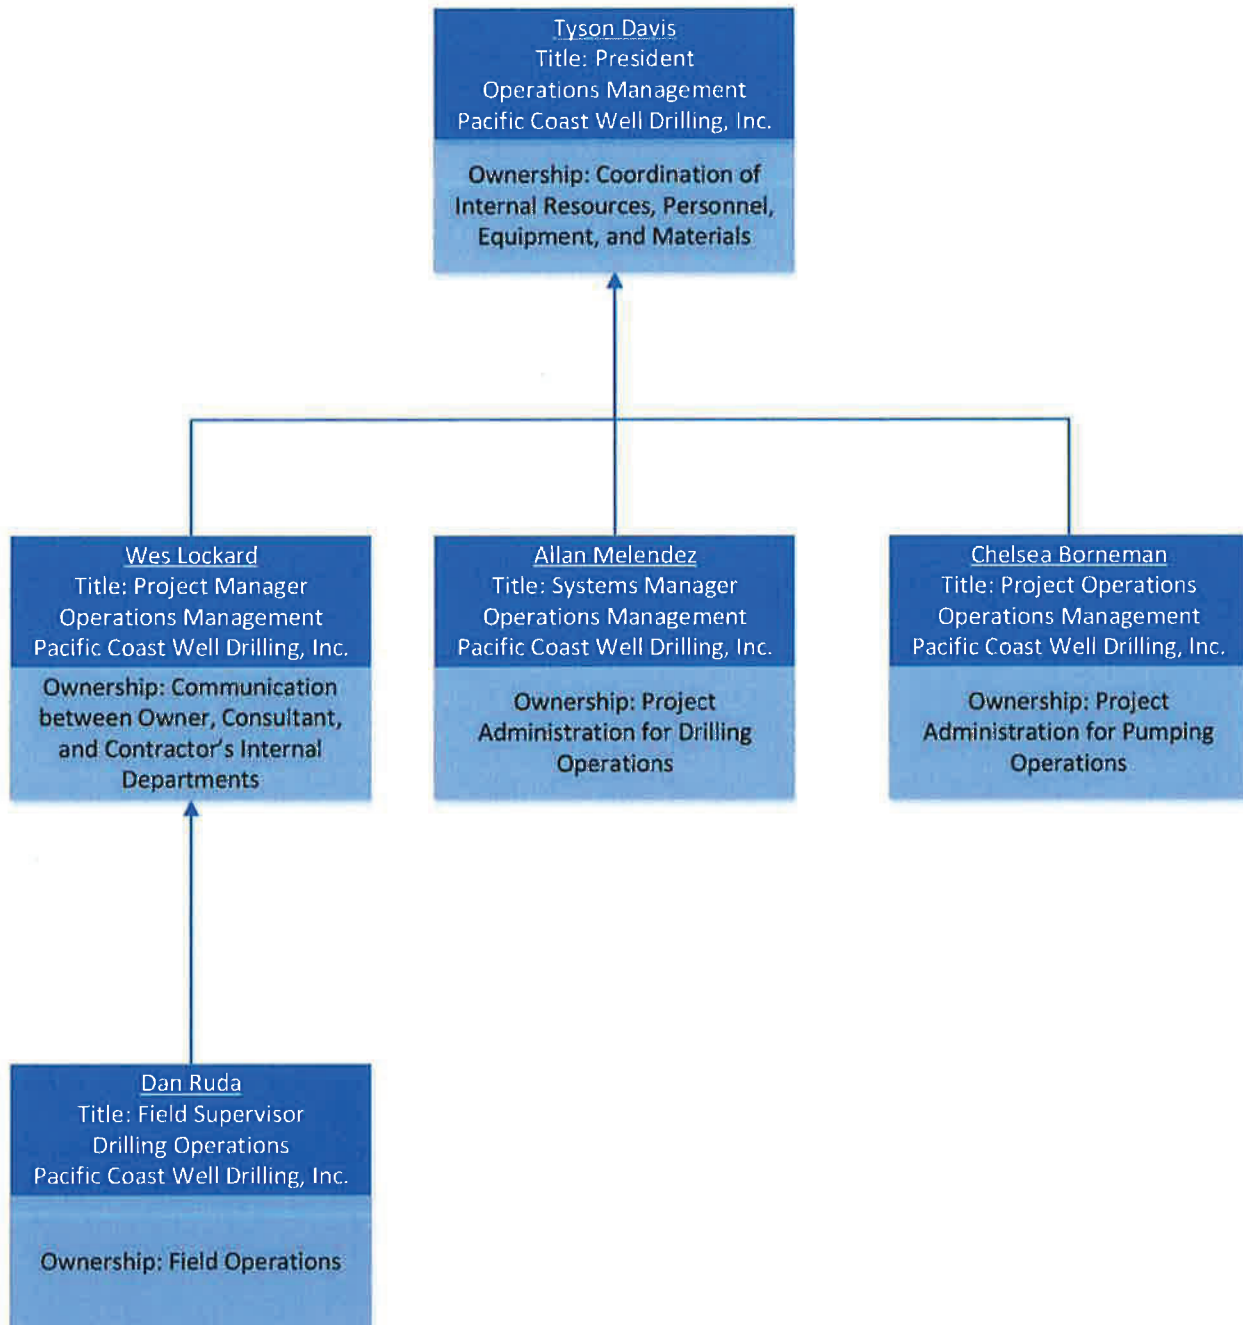 Tyson Davis
Title: President
Operations Management
Pacific Coast Well Drilling, Inc.
Ownership: Coordination of
Internal Resources, Personnel,
Equipment, and Materials
Wes Lockard
Title: Project Manager
Operations Management
Pacific Coast Well Drilling, Inc.
Ownership: Communication
between Owner, Consultant,
and Contractor's Internal
Departments
Allan Melendez
Title: Systems Manager
Operations Management
Pacific Coast Well Drilling, Inc.
Ownership: Project
Administration for Drilling
Operations
Chelsea Borneman
Title: Project Operations
Operations Management
Pacific Coast Well Drilling, Inc.
Ownership: Project
Administration for Pumping
Operations
Dan Ruda
Title: Field Supervisor
Drilling Operations
Pacific Coast Well Drilling, Inc.
Ownership: Field Operations